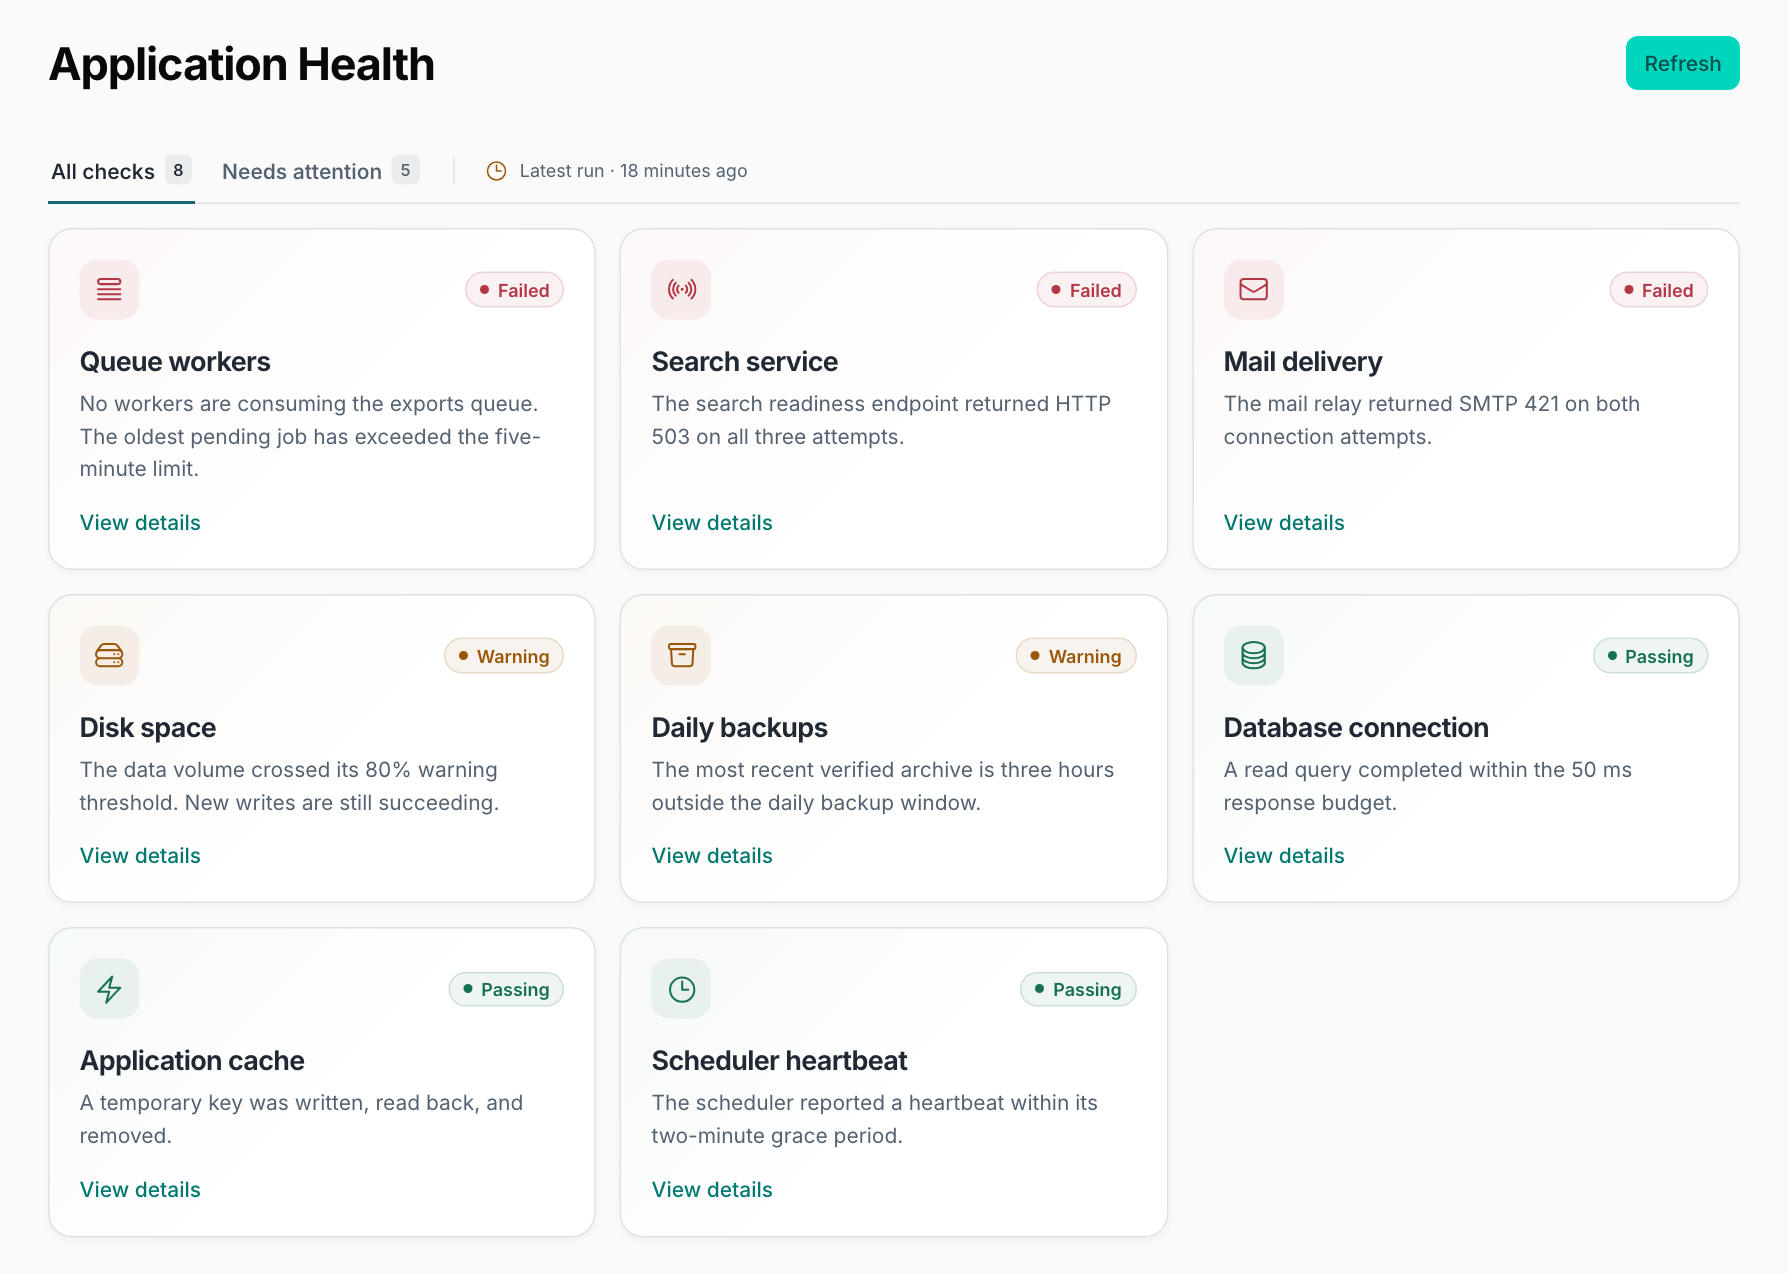 Application Health
Refresh
All checks 8
Needs attention 5
Latest run · 18 minutes ago
Failed
Queue workers
No workers are consuming the exports queue.
The oldest pending job has exceeded the five-
minute limit.
View details
Failed
Search service
The search readiness endpoint returned HTTP
503 on all three attempts.
View details
Failed
Mail delivery
The mail relay returned SMTP 421 on both
connection attempts.
View details
Warning
Disk space
The data volume crossed its 80% warning
threshold. New writes are still succeeding.
View details
Warning
Daily backups
The most recent verified archive is three hours
outside the daily backup window.
View details
Passing
Database connection
A read query completed within the 50 ms
response budget.
View details
Passing
Application cache
A temporary key was written, read back, and
removed.
View details
Passing
Scheduler heartbeat
The scheduler reported a heartbeat within its
two-minute grace period.
View details